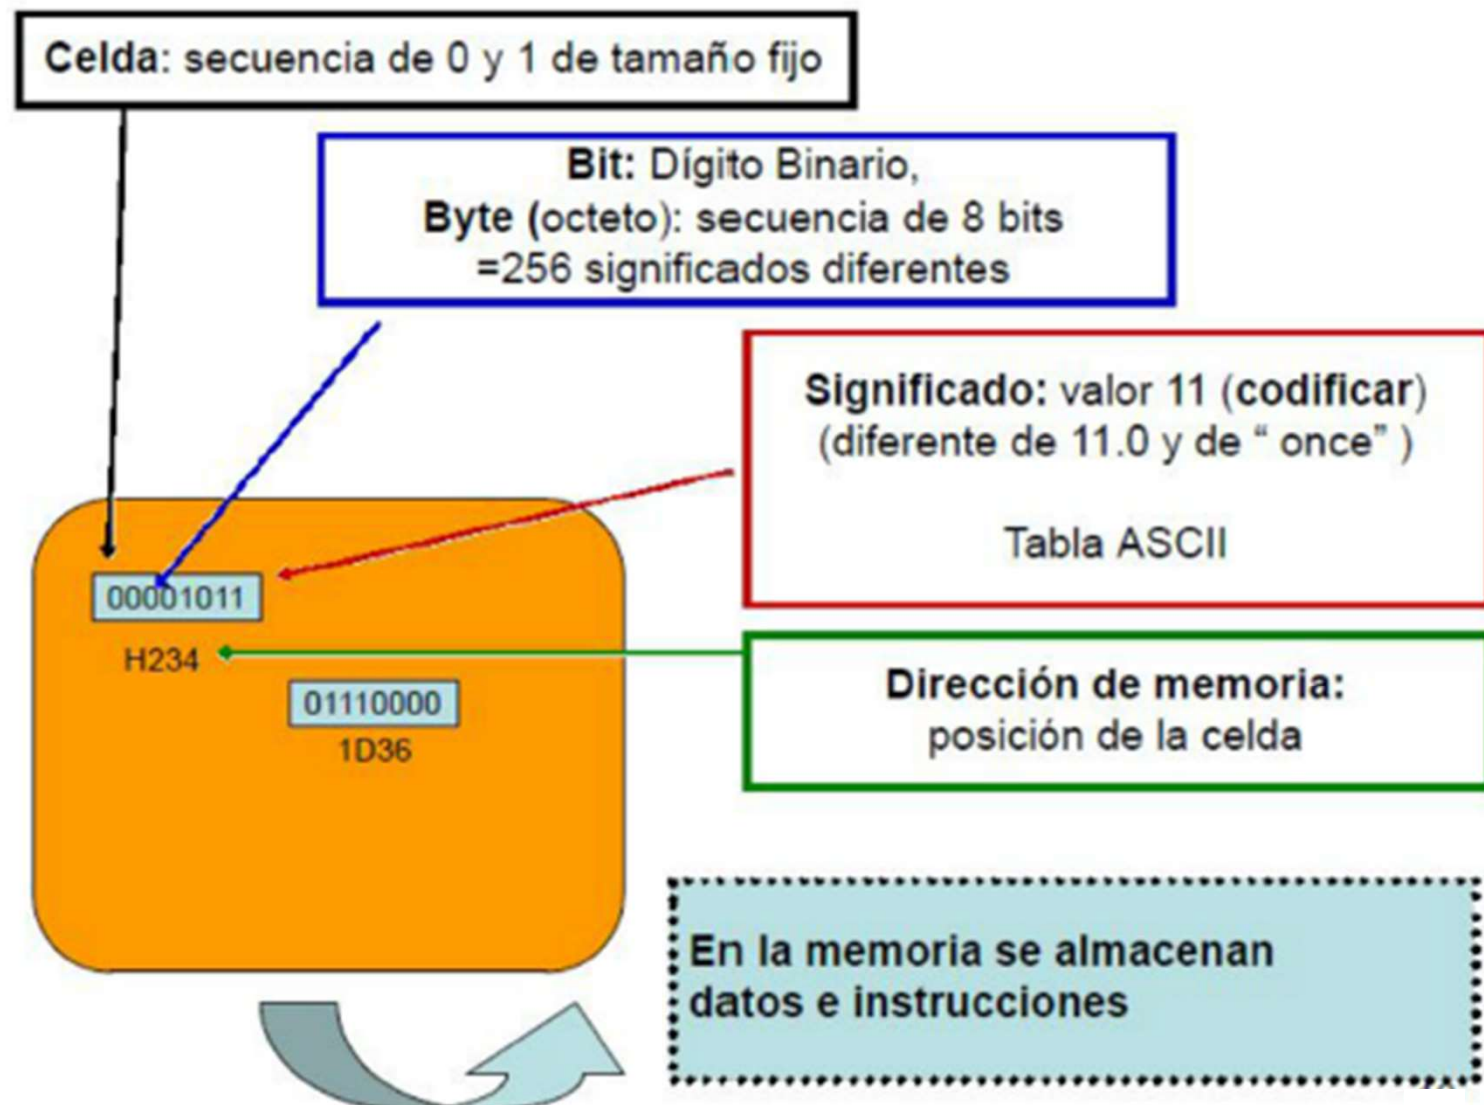 Celda: secuencia de 0 y 1 de tamaño fijo
Bit: Dígito Binario,
Byte (octeto): secuencia de 8 bits
=256 significados diferentes
Significado: valor 11 (codificar)
(diferente de 11.0 y de “ once” )
Tabla ASCII
00001011
H234
01110000
1D36
Dirección de memoria:
posición de la celda
En la memoria se almacenan
datos e instrucciones